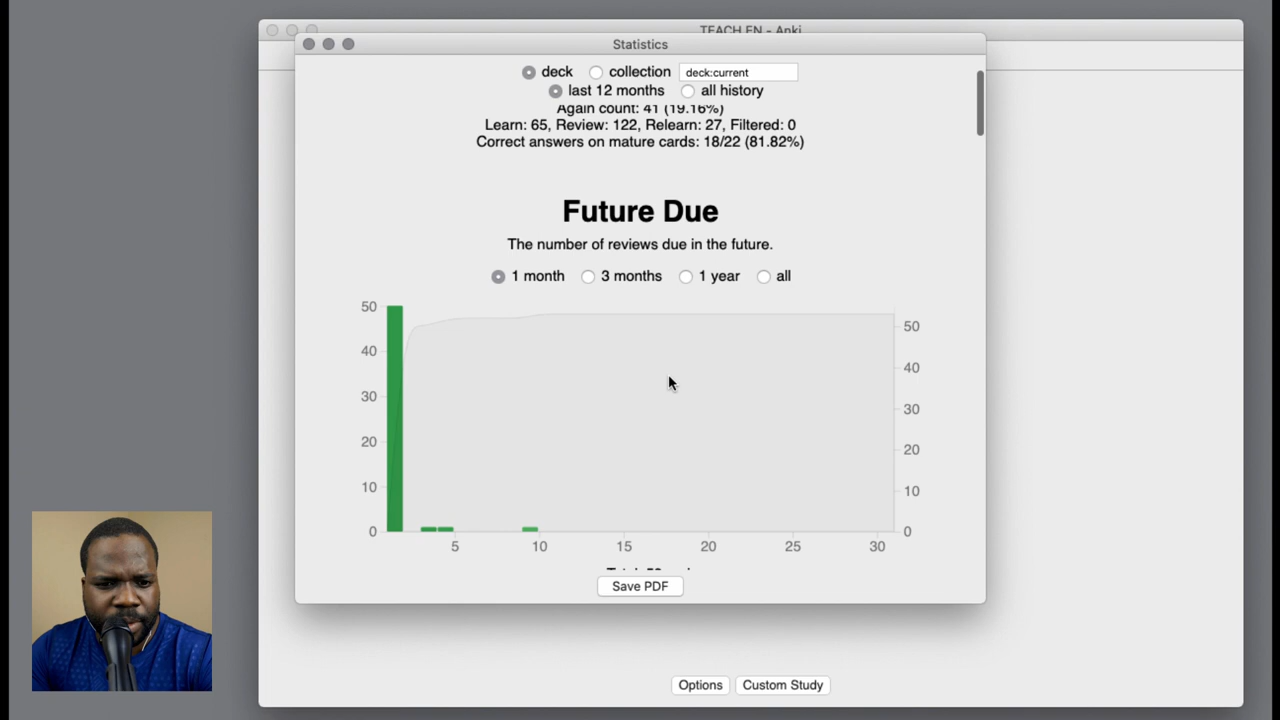 TEACH EN - Anki
Statistics
deck collection deck:current
last 12 months all history
Again count: 41 (19.16%)
Learn: 65, Review: 122, Relearn: 27, Filtered: 0
Correct answers on mature cards: 18/22 (81.82%)
Future Due
The number of reviews due in the future.
1 month 3 months 1 year all
50
50
40
40
30
30
20
20
10
10
0
0
5 10 15 20 25 30
Save PDF
Options Custom Study